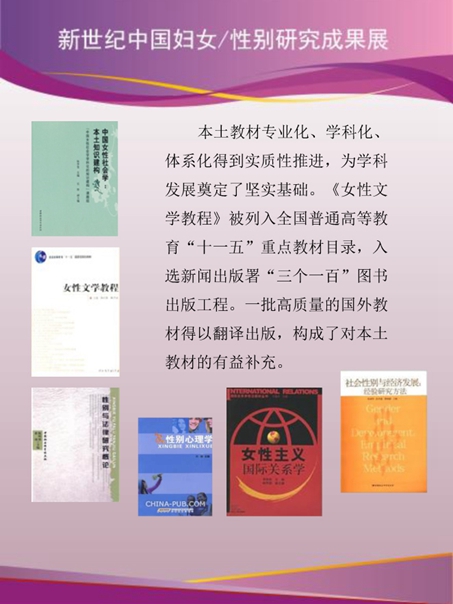 新世纪中国妇女/性别研究成果展
本土教材专业化、学科化、
体系化得到实质性推进，为学科
发展奠定了坚实基础。《女性文
学教程》被列入全国普通高等教
育“十一五”重点教材目录，入
选新闻出版署“三个一百”图书
出版工程。一批高质量的国外教
材得以翻译出版，构成了对本土
教材的有益补充。
中国女性社会学：
本土知识建构
女性文学教程
性别与法律研究概论
性别心理学
XINGBIE XINLIXUE
CHINA-PUB.COM
INTERNATIONAL RELATIONS
女性主义
国际关系学
社会性别与经济发展：
经验研究方法
Gender
and
Development:
Empirical
Research
Methods